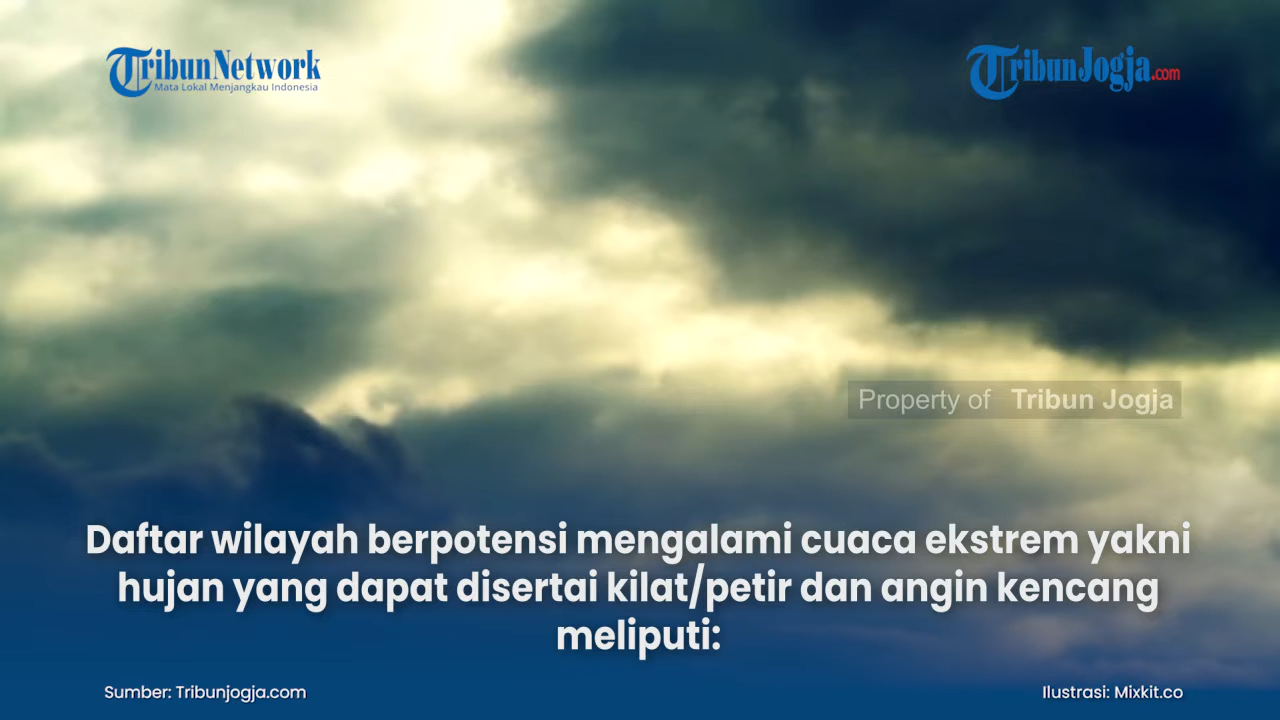 TribunNetwork
Mata Lokal Menjangkau Indonesia
TribunJogja.com
Property of Tribun Jogja
Daftar wilayah berpotensi mengalami cuaca ekstrem yakni
hujan yang dapat disertai kilat/petir dan angin kencang
meliputi:
Sumber: Tribunjogja.com
Ilustrasi: Mixkit.co